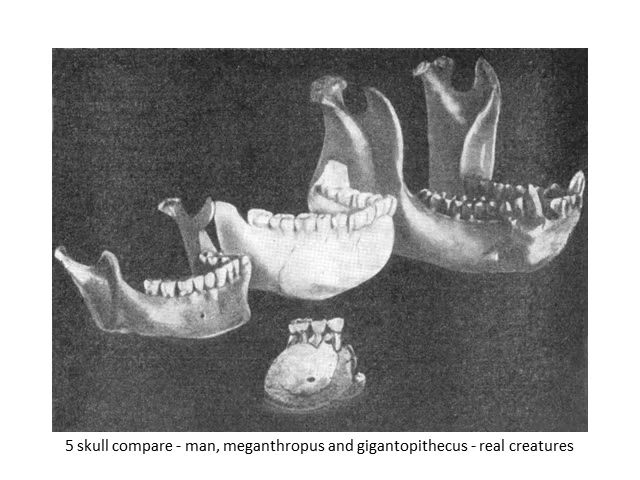 5 skull compare - man, meganthropus and gigantopithecus - real creatures